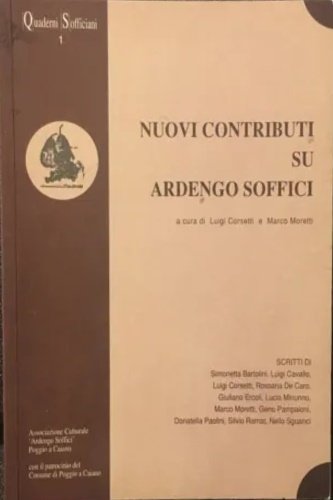 Quaderni Sofficiani
1.
NUOVI CONTRIBUTI
SU
ARDENGO SOFFICI
a cura di Luigi Corsetti e Marco Moretti
SCRITTI DI
Simonetta Bartolini, Luigi Cavallo,
Luigi Corsetti, Rossana De Caro,
Giuliano Ercoli, Lucia Minunno,
Marco Moretti, Geno Pampaloni,
Donatella Paolini, Silvio Ramat, Nello Sguanci
Associazione Culturale
'Ardengo Soffici'
Poggio a Caiano
con il patrocinio del
Comune di Poggio a Caiano